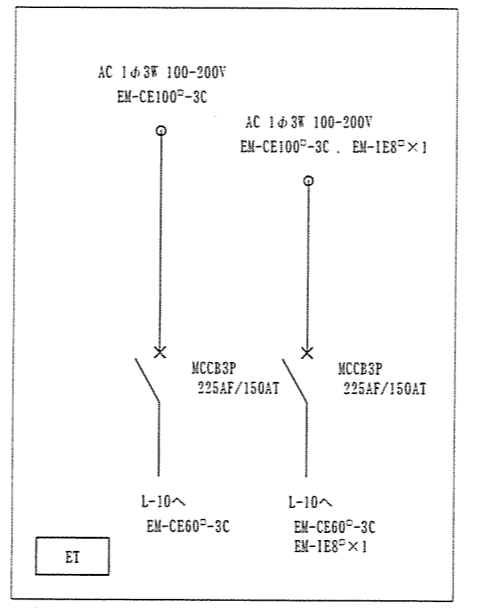 AC 1φ3W 100-200V
EM-CE100□-3C
AC 1φ3W 100-200V
EM-CE100□-3C 、 EM-IE8□×1
MCCB3P
225AF/150AT
MCCB3P
225AF/150AT
L-10へ
EM-CE60□-3C
L-10へ
EM-CE60□-3C
EM-IE8□×1
ET